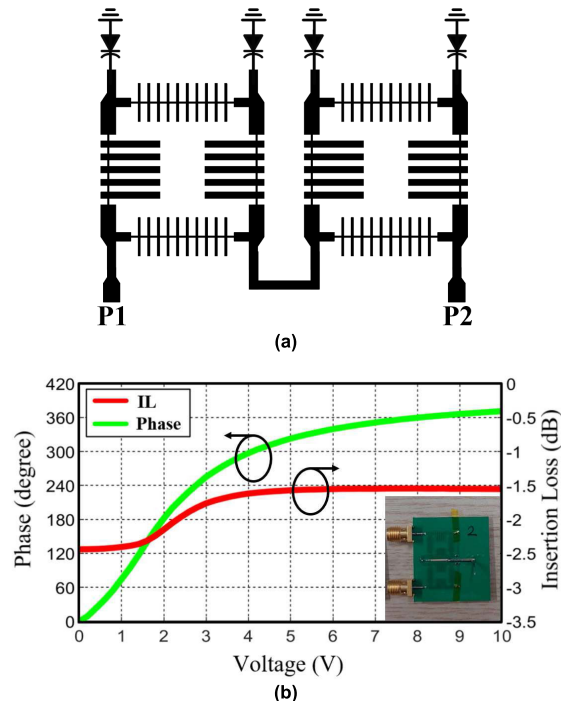 P1 P2
(a)
420 0
IL
Phase
360 -0.5
300 -1
240 -1.5
180 -2
120 -2.5
60 -3
0 -3.5
Phase (degree)
Insertion Loss (dB)
2
0 1 2 3 4 5 6 7 8 9 10
Voltage (V)
(b)